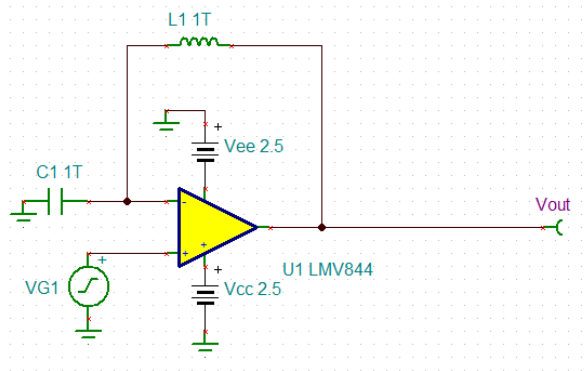 L1 1T
+
Vee 2.5
C1 1T
-
+
+
Vout
+
VG1
U1 LMV844
+
Vcc 2.5